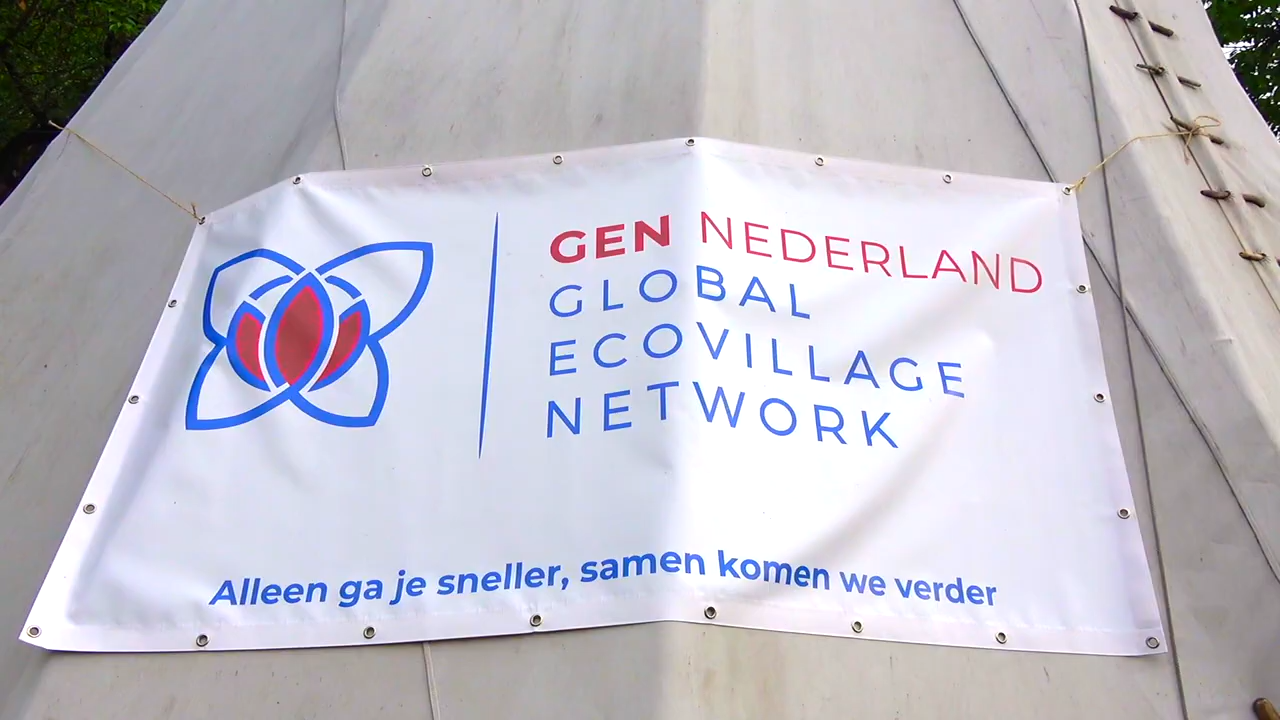 GEN NEDERLAND
GLOBAL
ECOVILLAGE
NETWORK
Alleen ga je sneller, samen komen we verder